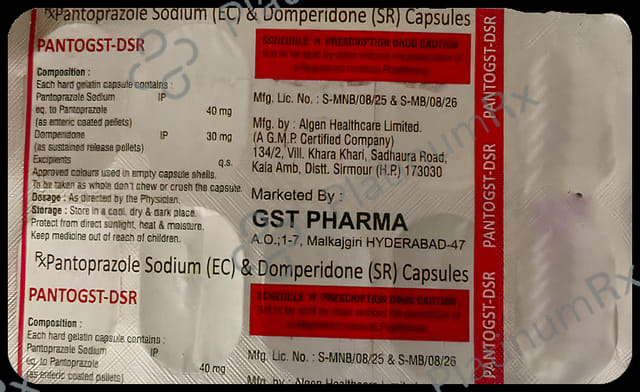 RxPantoprazole Sodium (EC) & Domperidone (SR) Capsules
PANTOGST-DSR
Composition :
Each hard gelatin capsule contains :
Pantoprazole Sodium IP
eq. to Pantoprazole 40 mg
(as enteric coated pellets)
Domperidone IP 30 mg
(as sustained release pellets)
Excipients q.s.
Approved colours used in empty capsule shells.
To be taken as whole don't chew or crush the capsule.
Dosage : As directed by the Physician.
Storage : Store in a cool, dry & dark place.
Protect from direct sunlight, heat & moisture.
Keep medicine out of reach of children.
SCHEDULE H PRESCRIPTION DRUG CAUTION
Mfg. Lic. No. : S-MNB/08/25 & S-MB/08/26
Mfg. by : Algen Healthcare Limited.
(A G.M.P. Certified Company)
134/2, Vill. Khara Khari, Sadhaura Road,
Kala Amb, Distt. Sirmour (H.P.) 173030
Marketed By :
GST PHARMA
A.O.;1-7, Malkajgiri HYDERABAD-47
RxPantoprazole Sodium (EC) & Domperidone (SR) Capsules
PANTOGST-DSR
Composition :
Each hard gelatin capsule contains :
Pantoprazole Sodium IP
eq. to Pantoprazole 40 mg
(as enteric coated pellets)
SCHEDULE H PRESCRIPTION DRUG CAUTION
Mfg. Lic. No. : S-MNB/08/25 & S-MB/08/26
Mfg. by : Algen Healthcare Limited.
PANTOGST-DSR
PANTOGST-DSR
PANTOGST-DSR
PlatinumRx
PlatinumRx